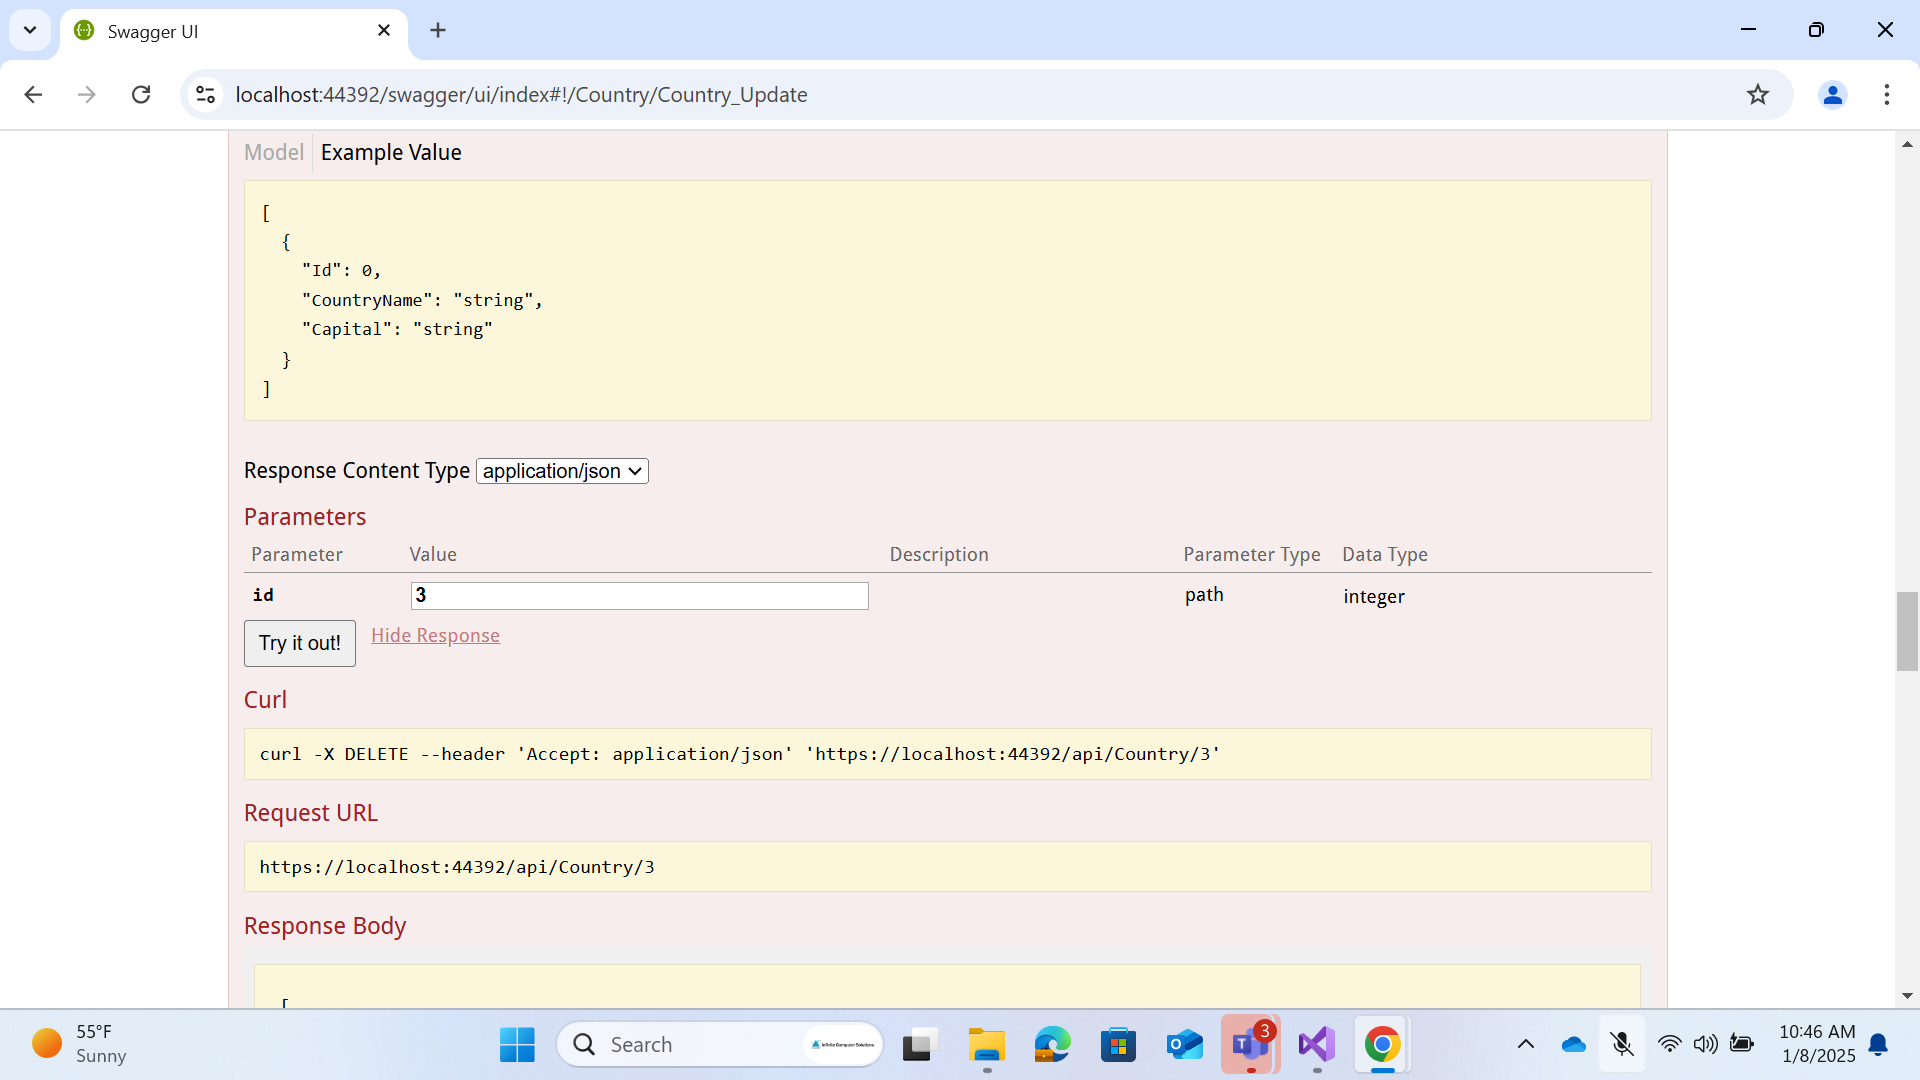 Swagger UI
localhost:44392/swagger/ui/index#!/Country/Country_Update
Model Example Value
[
{
"Id": 0,
"CountryName": "string",
"Capital": "string"
}
]
Response Content Type application/json
Parameters
Parameter Value Description Parameter Type Data Type
id 3 path integer
Try it out! Hide Response
Curl
curl -X DELETE --header 'Accept: application/json' 'https://localhost:44392/api/Country/3'
Request URL
https://localhost:44392/api/Country/3
Response Body
[
55°F
Sunny
Search
Infinite Computer Solutions
3
10:46 AM
1/8/2025